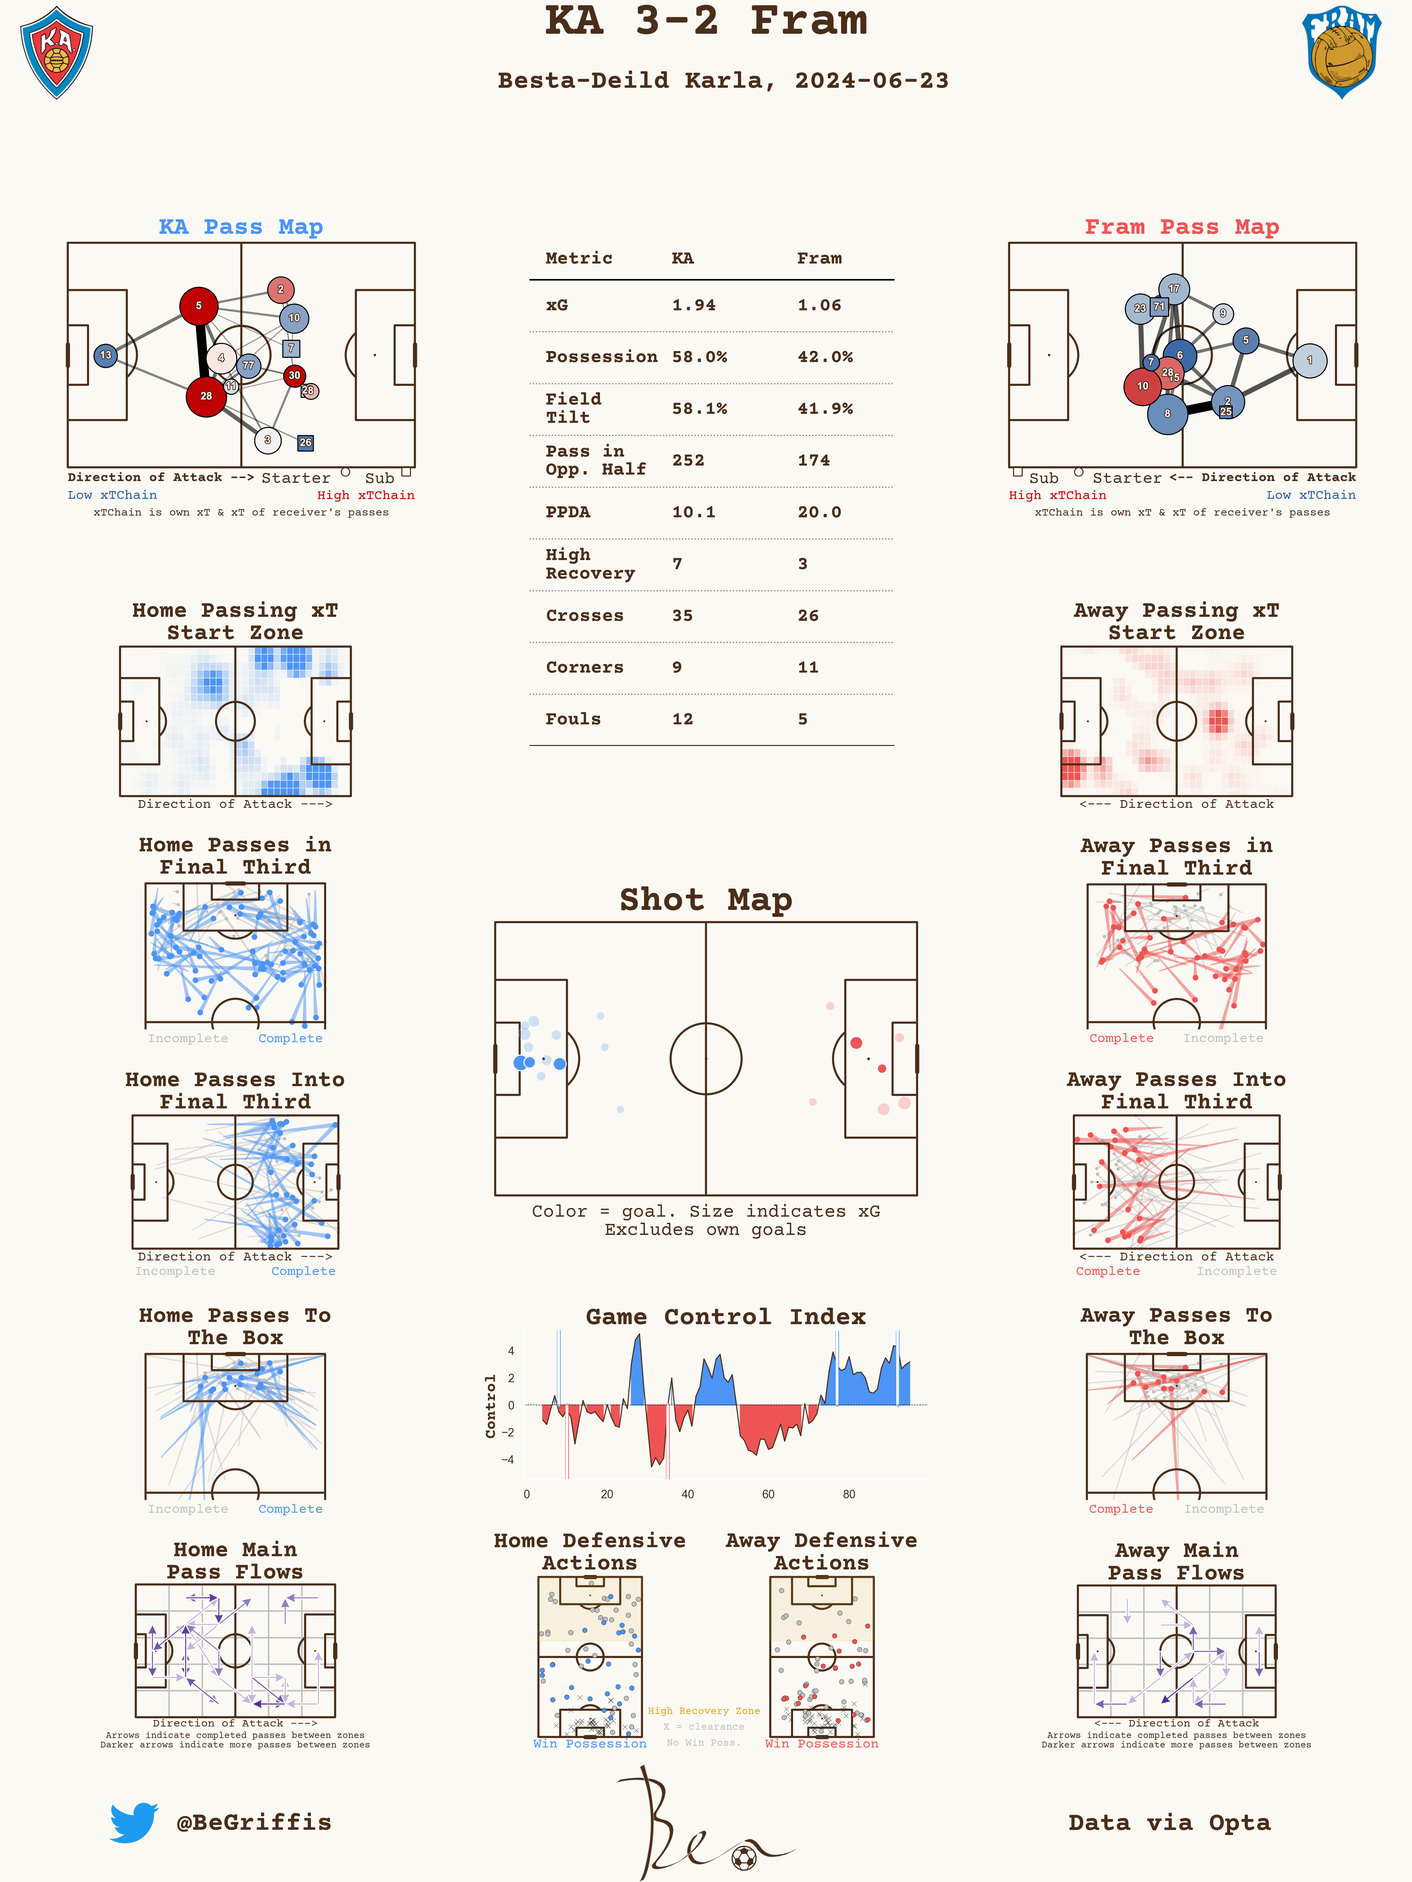 KA 3-2 Fram
Besta-Deild Karla, 2024-06-23
KA
FRAM
KA Pass Map
5
2
10
13
4
77
7
11
30
28
28
3
26
Direction of Attack --> Starter Sub
Low xTChain High xTChain
xTChain is own xT & xT of receiver's passes
Metric KA Fram
xG 1.94 1.06
Possession 58.0% 42.0%
Field
Tilt 58.1% 41.9%
Pass in
Opp. Half 252 174
PPDA 10.1 20.0
High
Recovery 7 3
Crosses 35 26
Corners 9 11
Fouls 12 5
Fram Pass Map
17
23
71
9
5
6
7
1
28
15
10
8
2
25
Sub Starter <-- Direction of Attack
High xTChain Low xTChain
xTChain is own xT & xT of receiver's passes
Home Passing xT
Start Zone
Direction of Attack --->
Away Passing xT
Start Zone
<--- Direction of Attack
Home Passes in
Final Third
Incomplete Complete
Away Passes in
Final Third
Complete Incomplete
Shot Map
Color = goal. Size indicates xG
Excludes own goals
Home Passes Into
Final Third
Direction of Attack --->
Incomplete Complete
Away Passes Into
Final Third
<--- Direction of Attack
Complete Incomplete
Home Passes To
The Box
Incomplete Complete
Game Control Index
Control
4
2
0
−2
−4
0 20 40 60 80
Away Passes To
The Box
Complete Incomplete
Home Main
Pass Flows
Direction of Attack --->
Arrows indicate completed passes between zones
Darker arrows indicate more passes between zones
Home Defensive
Actions
Win Possession
Away Defensive
Actions
Win Possession
High Recovery Zone
X = clearance
No Win Poss.
Away Main
Pass Flows
<--- Direction of Attack
Arrows indicate completed passes between zones
Darker arrows indicate more passes between zones
@BeGriffis
Ben
Data via Opta